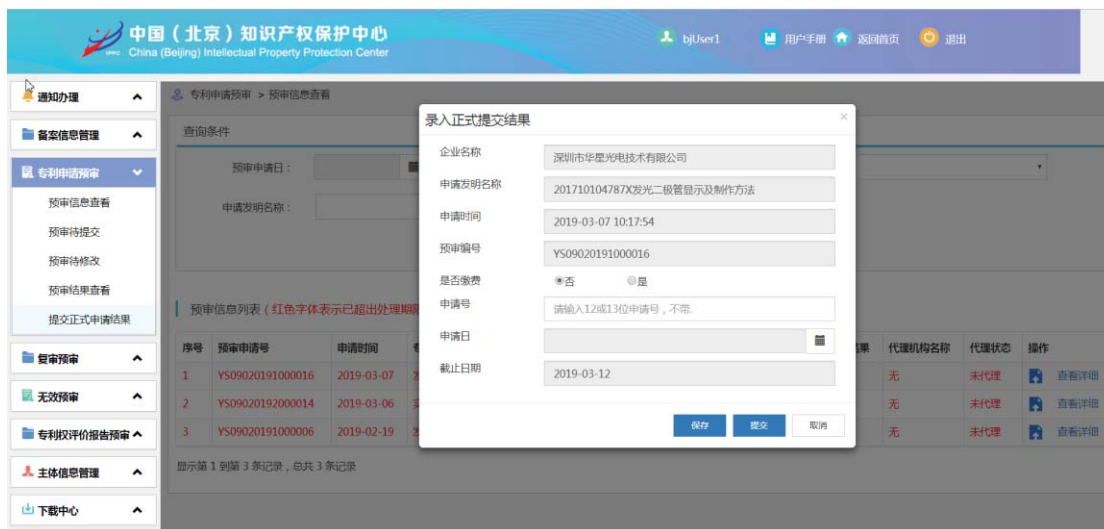 中国（北京）知识产权保护中心
China (Beijing) Intellectual Property Protection Center
bjUser1 用户手册 返回首页 退出
通知办理
备案信息管理
专利申请预审
预审信息查看
预审待提交
预审待修改
预审结果查看
提交正式申请结果
复审预审
无效预审
专利权评价报告预审
主体信息管理
下载中心
专利申请预审 > 预审信息查看
查询条件
预审申请日：
申请发明名称：
录入正式提交结果
×
企业名称 深圳市华星光电技术有限公司
申请发明名称 201710104787X发光二极管显示及制作方法
申请时间 2019-03-07 10:17:54
预审编号 YS09020191000016
是否缴费 否 是
申请号 请输入12或13位申请号，不带.
申请日
截止日期 2019-03-12
保存 提交 取消
预审信息列表（红色字体表示已超出处理期限
序号 预审申请号 申请时间 代理机构名称 代理状态 操作
1 YS09020191000016 2019-03-07 无 未代理 查看详细
2 YS09020192000014 2019-03-06 无 未代理 查看详细
3 YS09020191000006 2019-02-19 无 未代理 查看详细
显示第 1 到第 3 条记录，总共 3 条记录